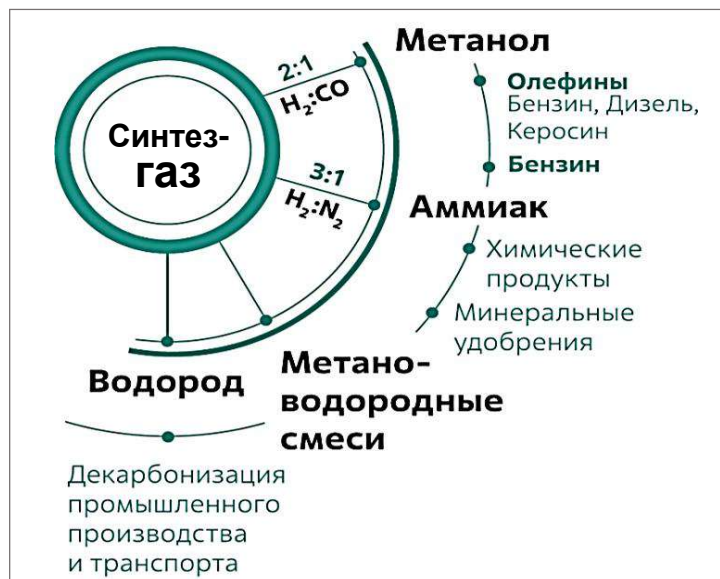 Синтез-
газ
2:1
H₂:CO
3:1
H₂:N₂
Метанол
Олефины
Бензин, Дизель,
Керосин
Бензин
Аммиак
Химические
продукты
Минеральные
удобрения
Метано-
водородные
смеси
Водород
Декарбонизация
промышленного
производства
и транспорта